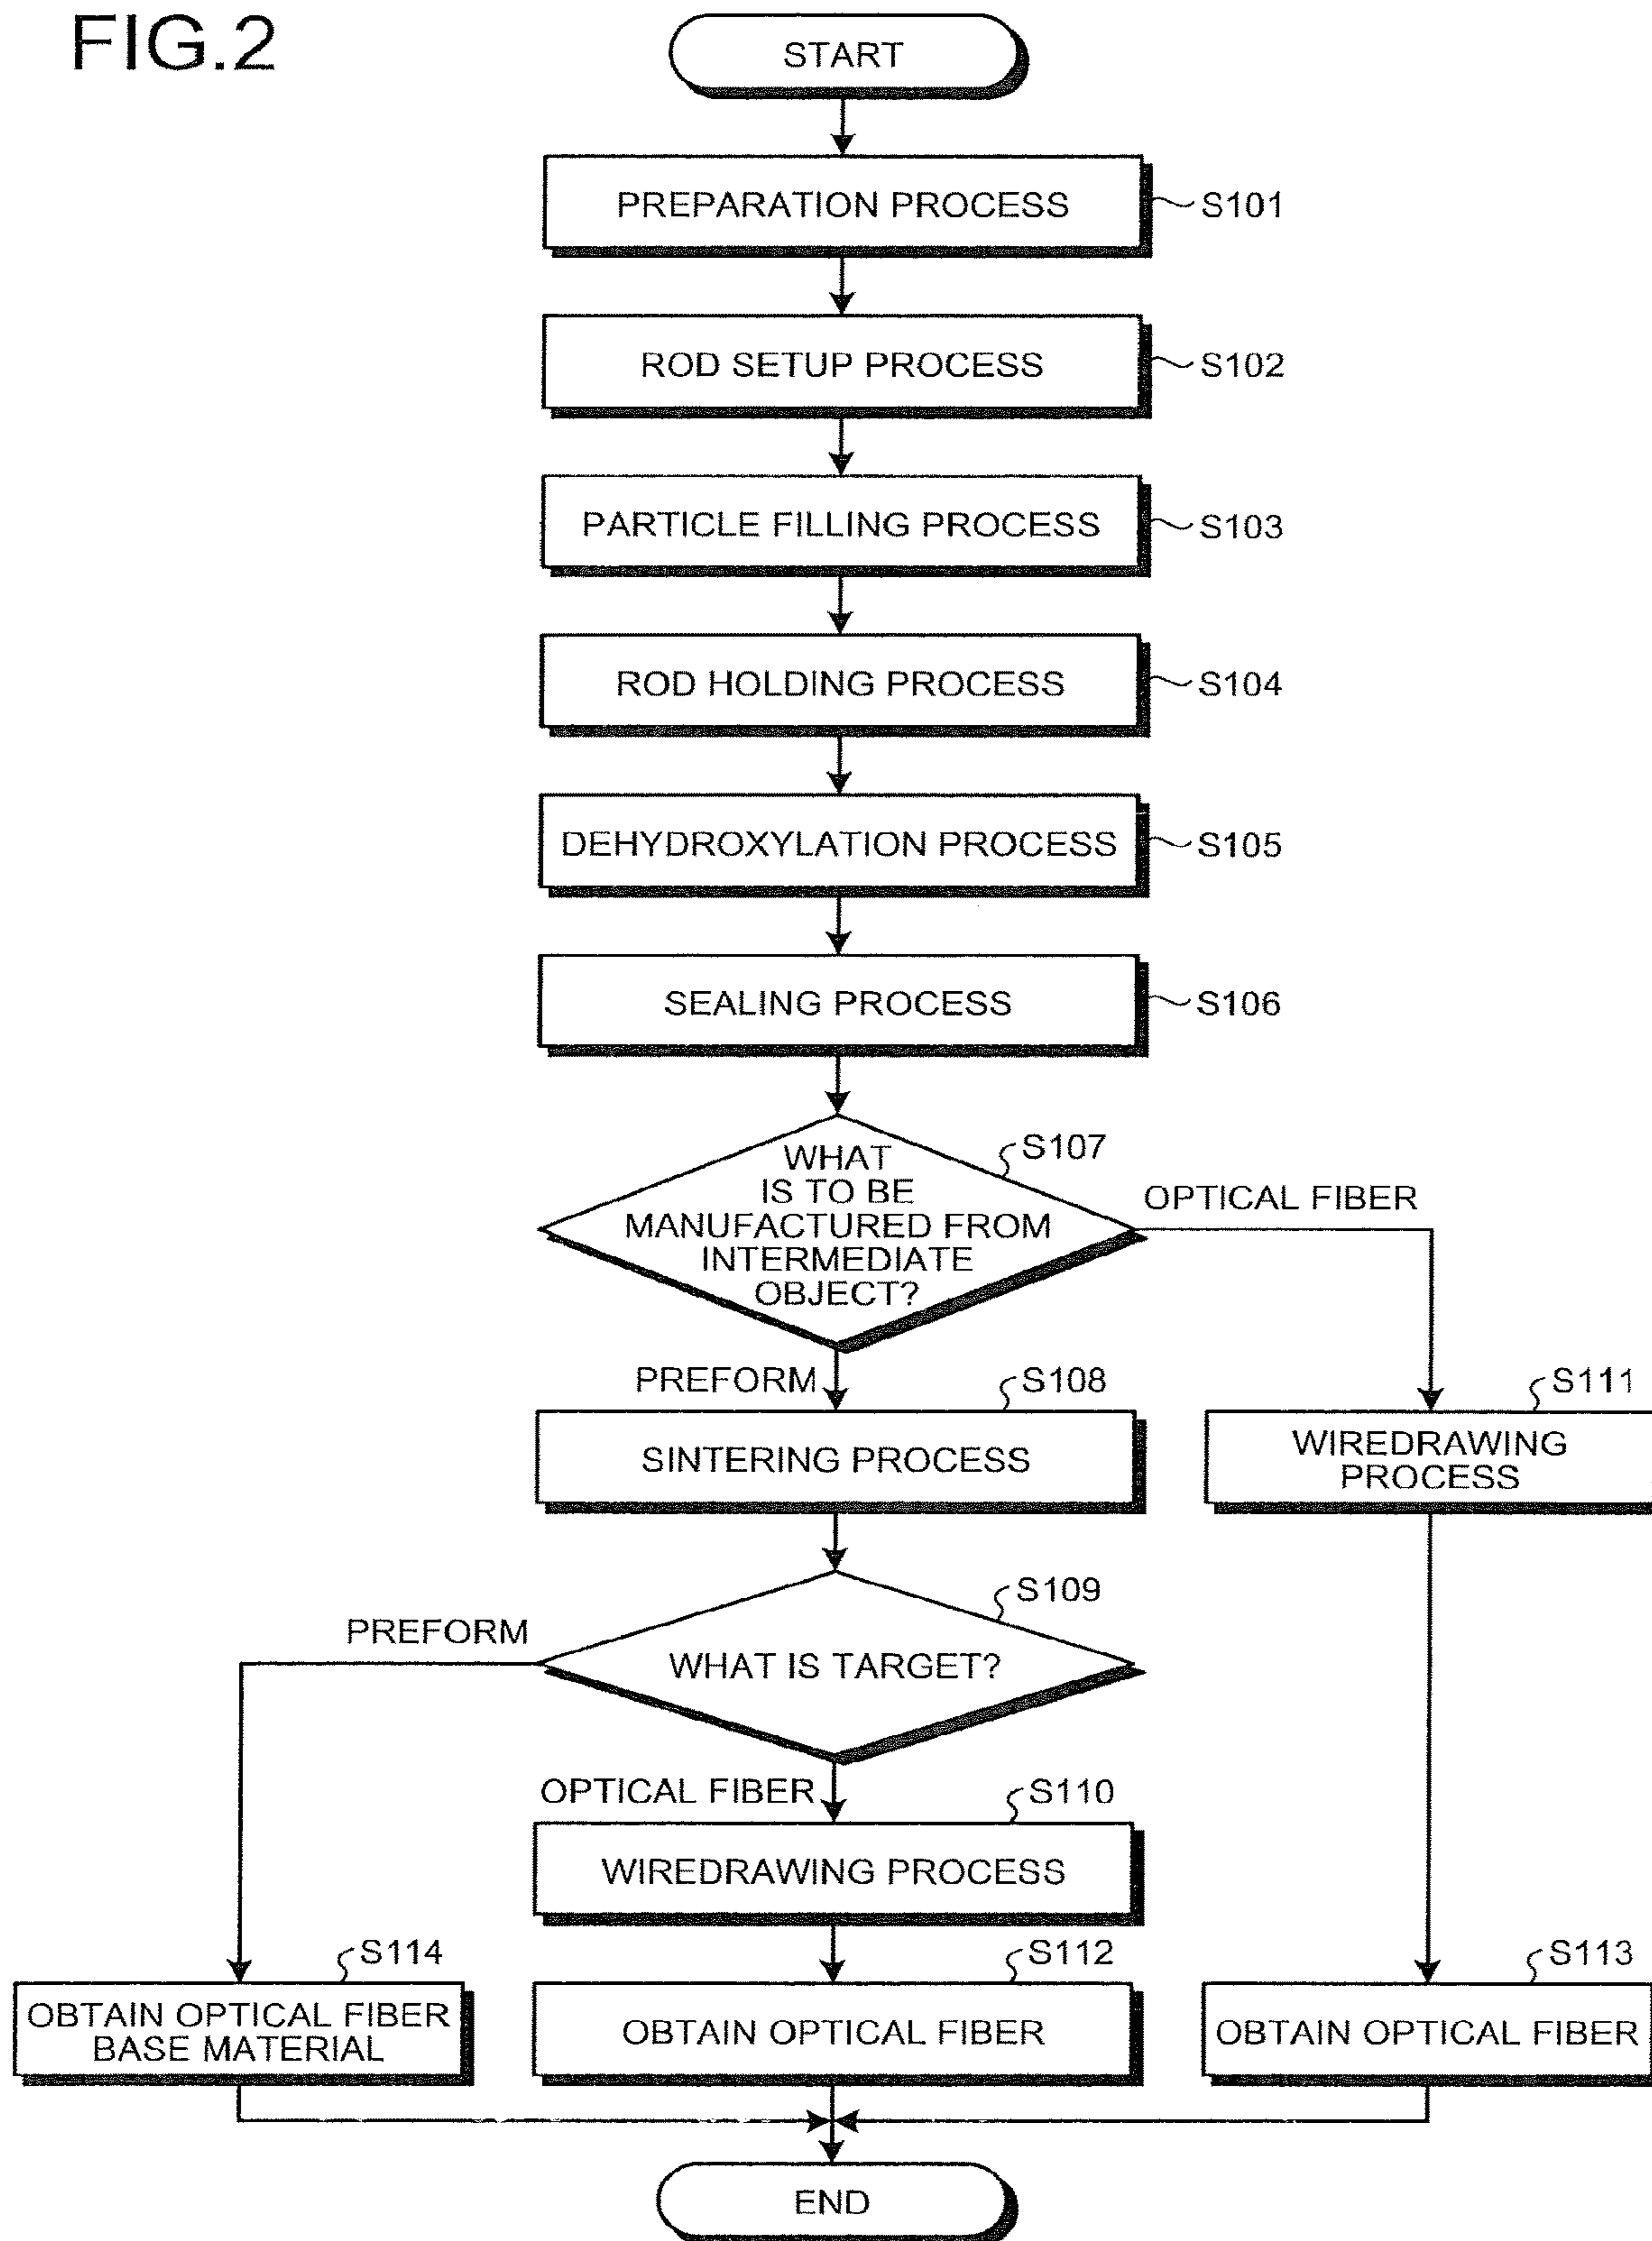 FIG.2
START
PREPARATION PROCESS
S101
ROD SETUP PROCESS
S102
PARTICLE FILLING PROCESS
S103
ROD HOLDING PROCESS
S104
DEHYDROXYLATION PROCESS
S105
SEALING PROCESS
S106
S107
WHAT
IS TO BE
MANUFACTURED FROM
INTERMEDIATE
OBJECT?
OPTICAL FIBER
PREFORM
S108
SINTERING PROCESS
S111
WIREDRAWING
PROCESS
S109
WHAT IS TARGET?
PREFORM
OPTICAL FIBER
S110
WIREDRAWING PROCESS
S114
OBTAIN OPTICAL FIBER
BASE MATERIAL
S112
OBTAIN OPTICAL FIBER
S113
OBTAIN OPTICAL FIBER
END